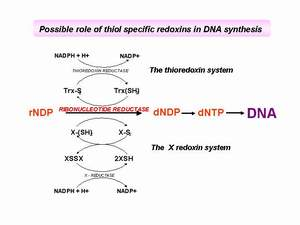 Possible role of thiol specific redoxins in DNA synthesis
NADPH + H+ NADP+
THIOREDOXIN REDUCTASE The thioredoxin system
Trx-S Trx(SH)
RIBONUCLEOTIDE REDUCTASE
rNDP dNDP dNTP DNA
X-(SH) X-S
The X redoxin system
XSSX 2XSH
X - REDUCTASE
NADPH + H+ NADP+